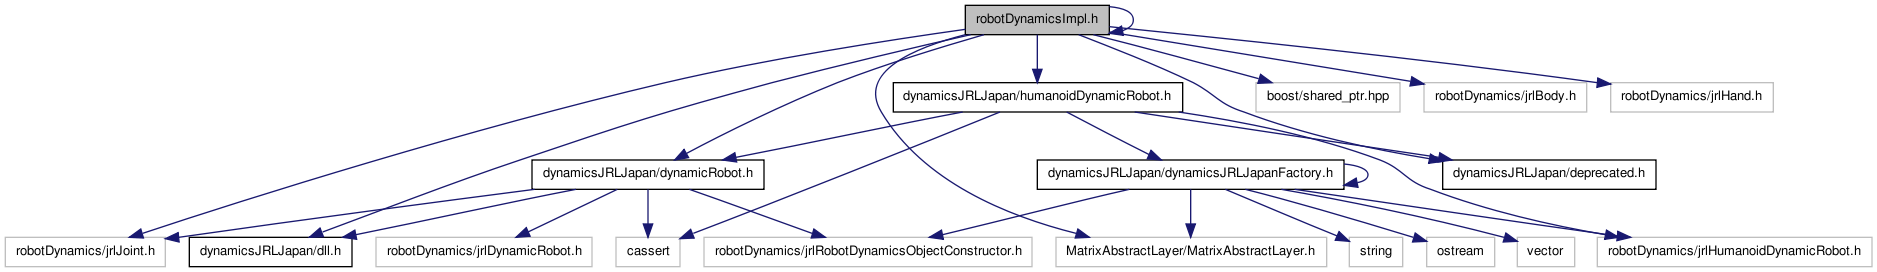 robotDynamicsImpl.h
dynamicsJRLJapan/humanoidDynamicRobot.h
boost/shared_ptr.hpp
robotDynamics/jrlBody.h
robotDynamics/jrlHand.h
dynamicsJRLJapan/dynamicRobot.h
dynamicsJRLJapan/dynamicsJRLJapanFactory.h
dynamicsJRLJapan/deprecated.h
robotDynamics/jrlJoint.h
dynamicsJRLJapan/dll.h
robotDynamics/jrlDynamicRobot.h
cassert
robotDynamics/jrlRobotDynamicsObjectConstructor.h
MatrixAbstractLayer/MatrixAbstractLayer.h
string
ostream
vector
robotDynamics/jrlHumanoidDynamicRobot.h